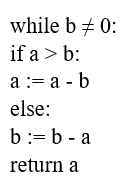 while b ≠ 0:
if a > b:
a := a - b
else:
b := b - a
return a